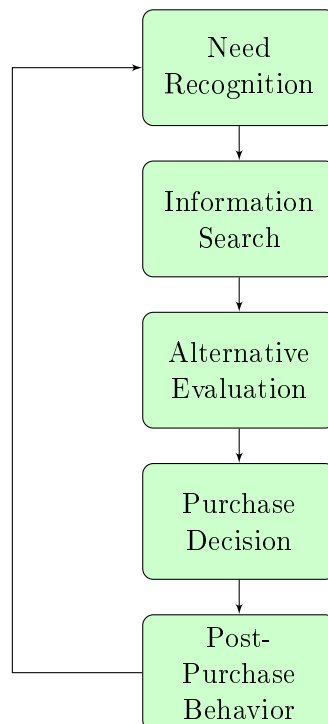 Need
Recognition
Information
Search
Alternative
Evaluation
Purchase
Decision
Post-
Purchase
Behavior